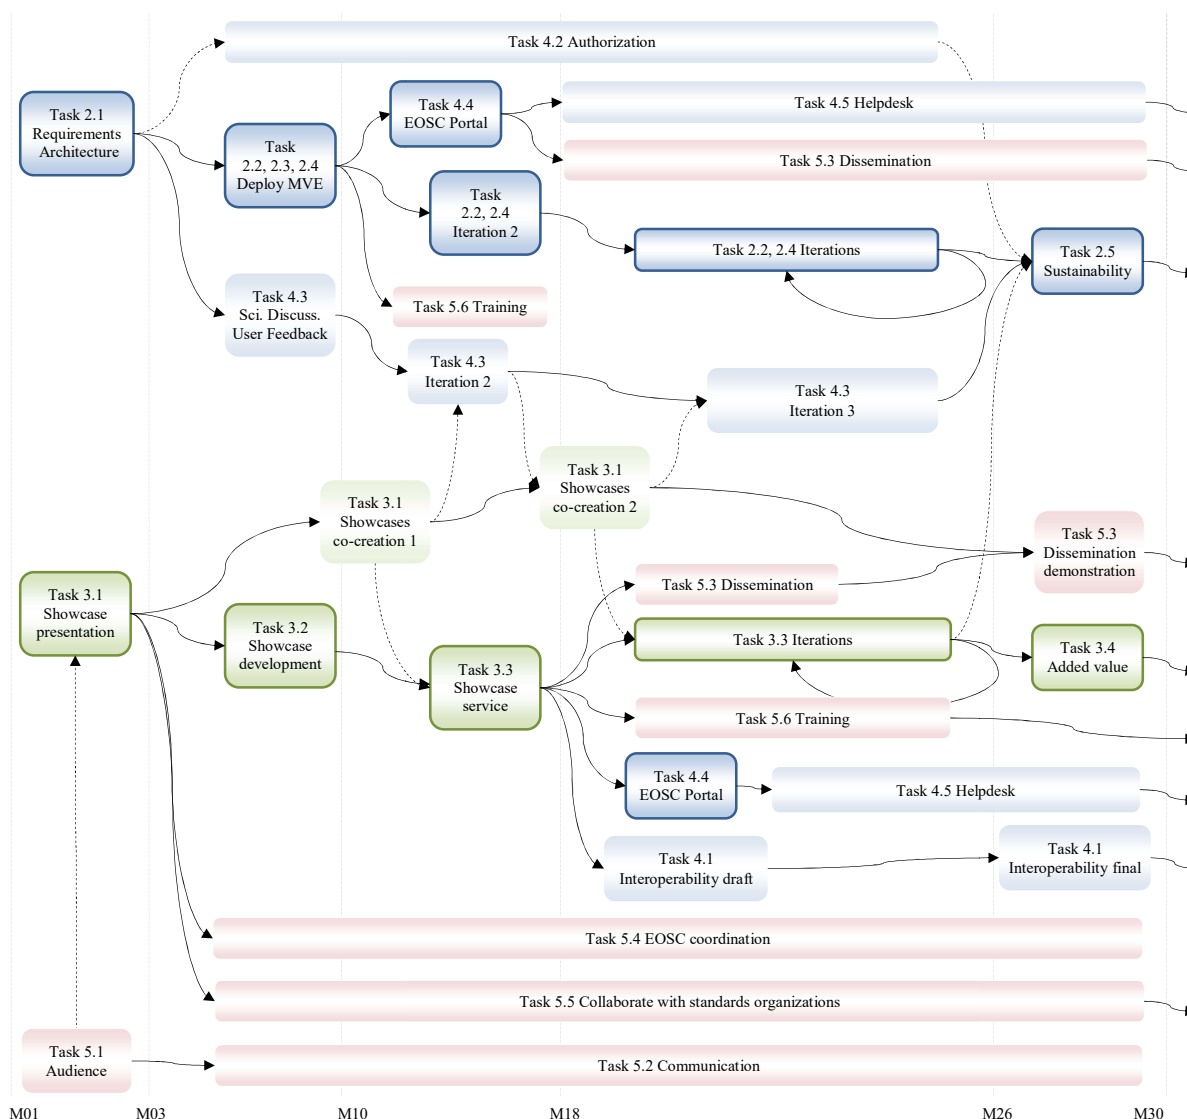 Task 4.2 Authorization
Task 2.1
Requirements
Architecture
Task 4.4
EOSC Portal
Task 4.5 Helpdesk
Task
2.2, 2.3, 2.4
Deploy MVE
Task 5.3 Dissemination
Task
2.2, 2.4
Iteration 2
Task 2.2, 2.4 Iterations
Task 2.5
Sustainability
Task 4.3
Sci. Discuss.
User Feedback
Task 5.6 Training
Task 4.3
Iteration 2
Task 4.3
Iteration 3
Task 3.1
Showcases
co-creation 1
Task 3.1
Showcases
co-creation 2
Task 5.3
Dissemination
demonstration
Task 3.1
Showcase
presentation
Task 5.3 Dissemination
Task 3.2
Showcase
development
Task 3.3 Iterations
Task 3.4
Added value
Task 3.3
Showcase
service
Task 5.6 Training
Task 4.4
EOSC Portal
Task 4.5 Helpdesk
Task 4.1
Interoperability draft
Task 4.1
Interoperability final
Task 5.4 EOSC coordination
Task 5.5 Collaborate with standards organizations
Task 5.1
Audience
Task 5.2 Communication
M01 M03 M10 M18 M26 M30